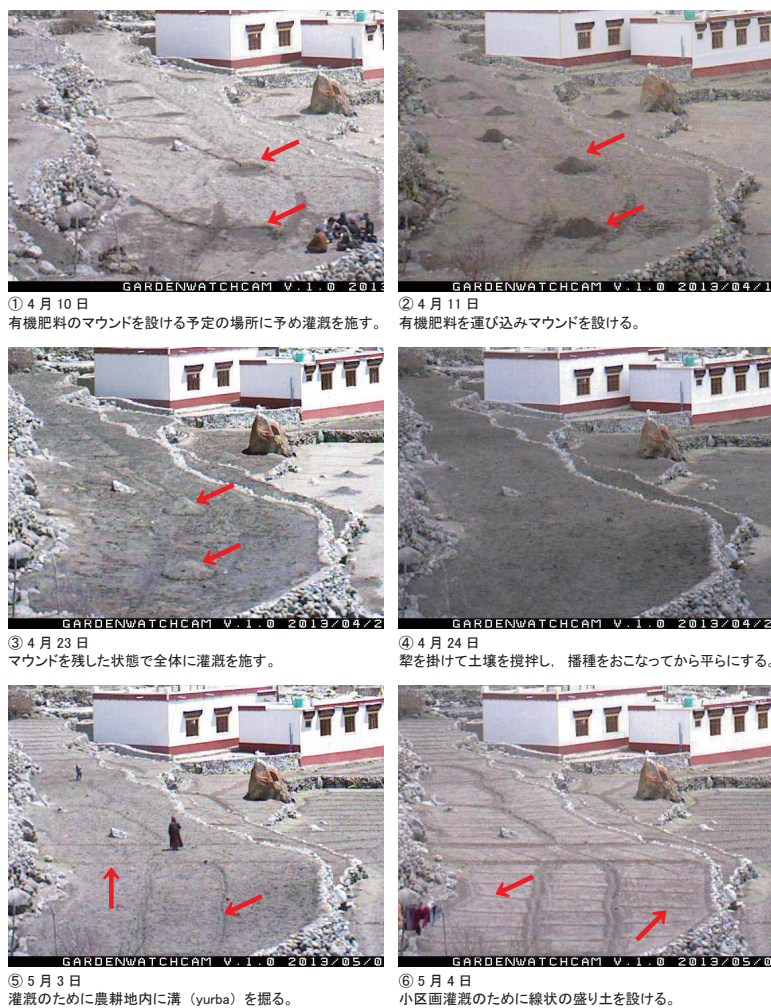 GARDENWATCHCAM V.1.0 2013
GARDENWATCHCAM V.1.0 2013/04/1
① 4 月 10 日
有機肥料のマウンドを設ける予定の場所に予め灌漑を施す。
② 4 月 11 日
有機肥料を運び込みマウンドを設ける。
GARDENWATCHCAM V.1.0 2013/04/2
GARDENWATCHCAM V.1.0 2013/04/2
③ 4 月 23 日
マウンドを残した状態で全体に灌漑を施す。
④ 4 月 24 日
犂を掛けて土壌を撹拌し, 播種をおこなってから平らにする。
GARDENWATCHCAM V.1.0 2013/05/0
GARDENWATCHCAM V.1.0 2013/05/0
⑤ 5 月 3 日
灌漑のために農耕地内に溝 (yurba) を掘る。
⑥ 5 月 4 日
小区画灌漑のために線状の盛り土を設ける。